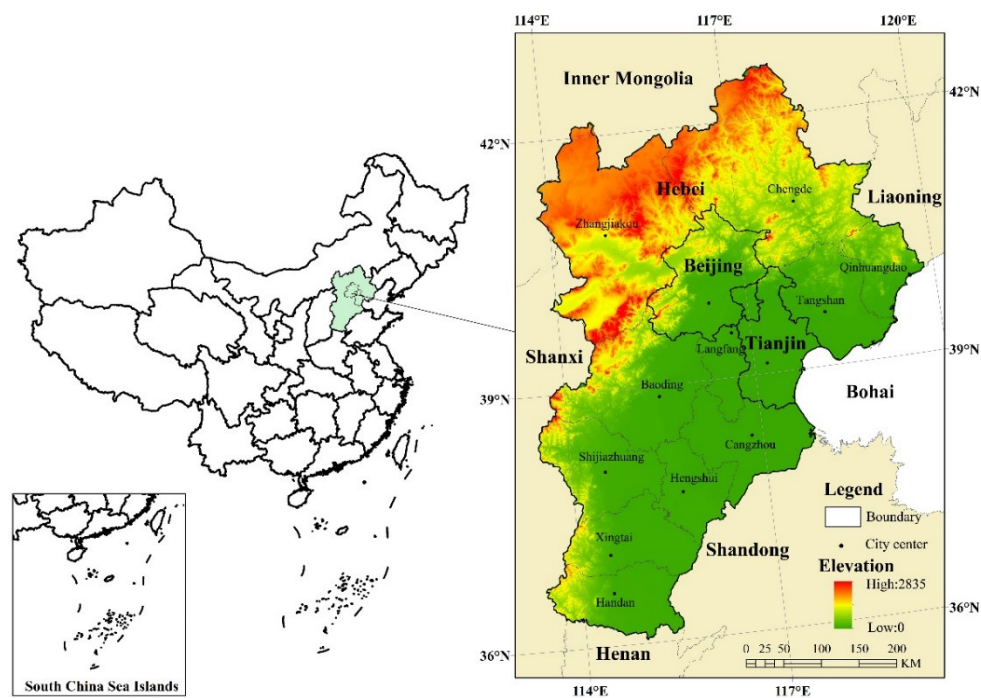 114°E
117°E
120°E
Inner Mongolia
42°N
42°N
Hebei
Chengde
Liaoning
Zhangjiakou
Beijing
Qinhuangdao
Tangshan
Shanxi
Langfang
Tianjin
39°N
Baoding
Bohai
39°N
Cangzhou
Shijiazhuang
Hengshui
Legend
Boundary
City center
Xingtai
Shandong
Elevation
High:2835
Handan
Low:0
36°N
Henan
0 25 50 100 150 200
KM
36°N
114°E
117°E
South China Sea Islands